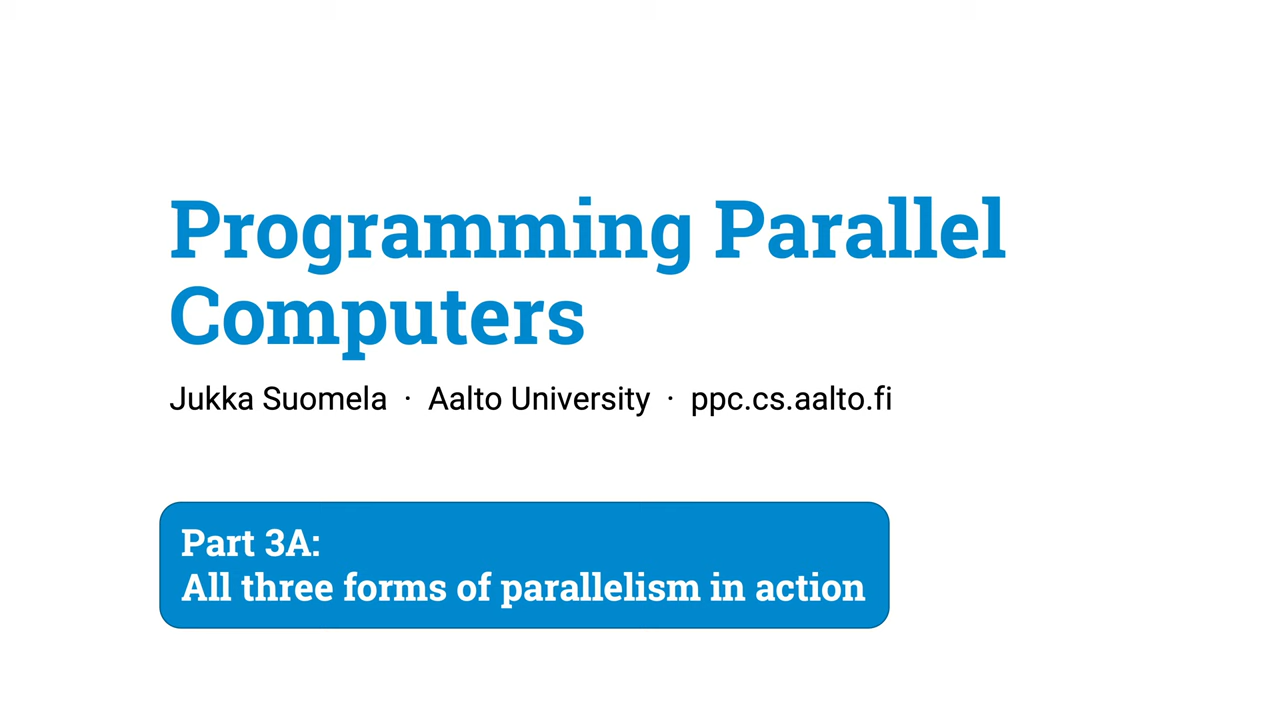 Programming Parallel
Computers
Jukka Suomela · Aalto University · ppc.cs.aalto.fi
Part 3A:
All three forms of parallelism in action